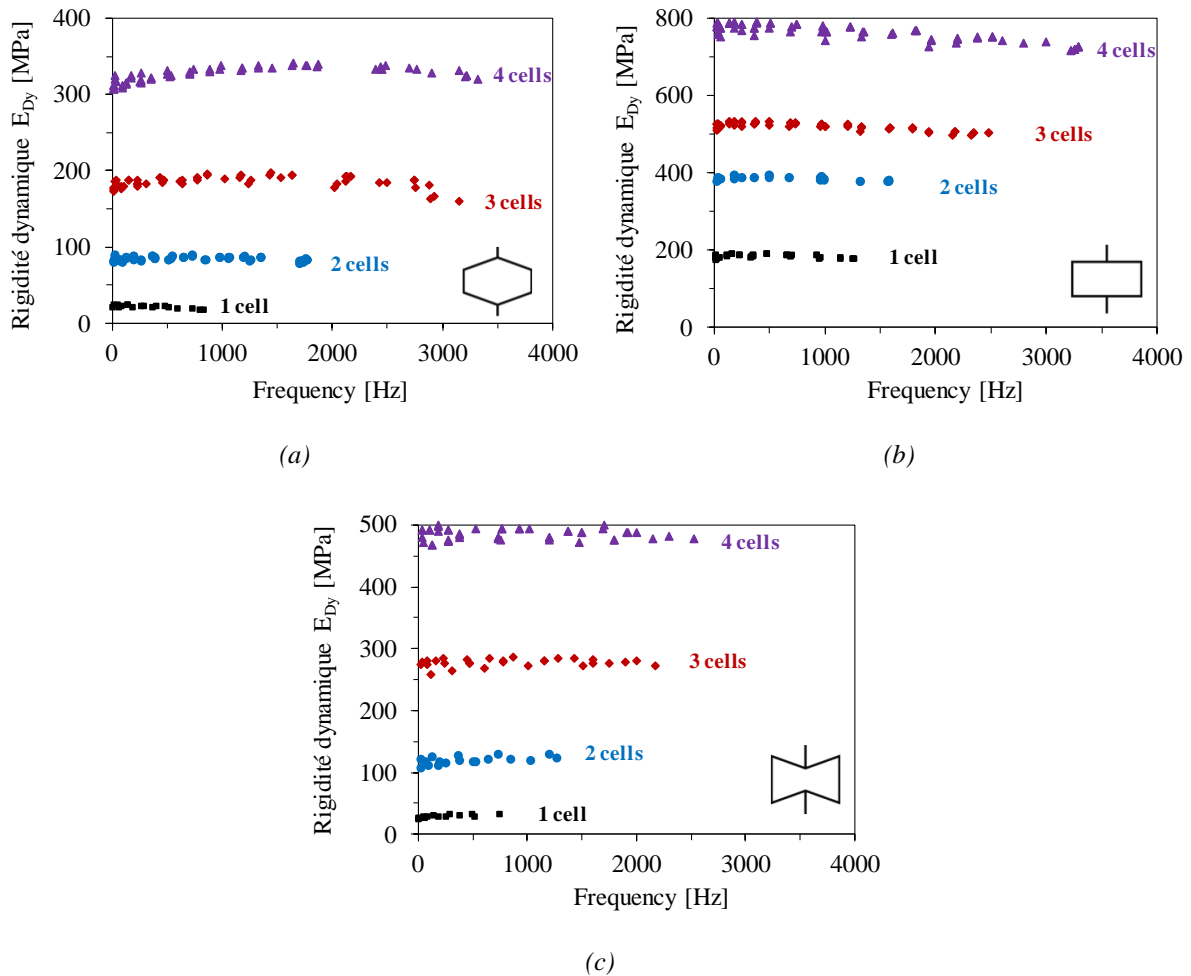 Rigidité dynamique E_Dy [MPa]
400
300
200
100
0
4 cells
3 cells
2 cells
1 cell
0 1000 2000 3000 4000
Frequency [Hz]
(a)
Rigidité dynamique E_Dy [MPa]
800
600
400
200
0
4 cells
3 cells
2 cells
1 cell
0 1000 2000 3000 4000
Frequency [Hz]
(b)
Rigidité dynamique E_Dy [MPa]
500
400
300
200
100
0
4 cells
3 cells
2 cells
1 cell
0 1000 2000 3000 4000
Frequency [Hz]
(c)